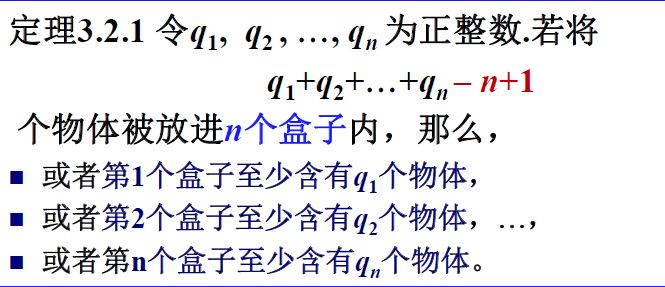 定理3.2.1 令q₁, q₂ , …, qₙ 为正整数.若将
q₁+q₂+…+qₙ – n+1
个物体被放进n个盒子内，那么，
■ 或者第1个盒子至少含有q₁个物体，
■ 或者第2个盒子至少含有q₂个物体，…，
■ 或者第n个盒子至少含有qₙ个物体。